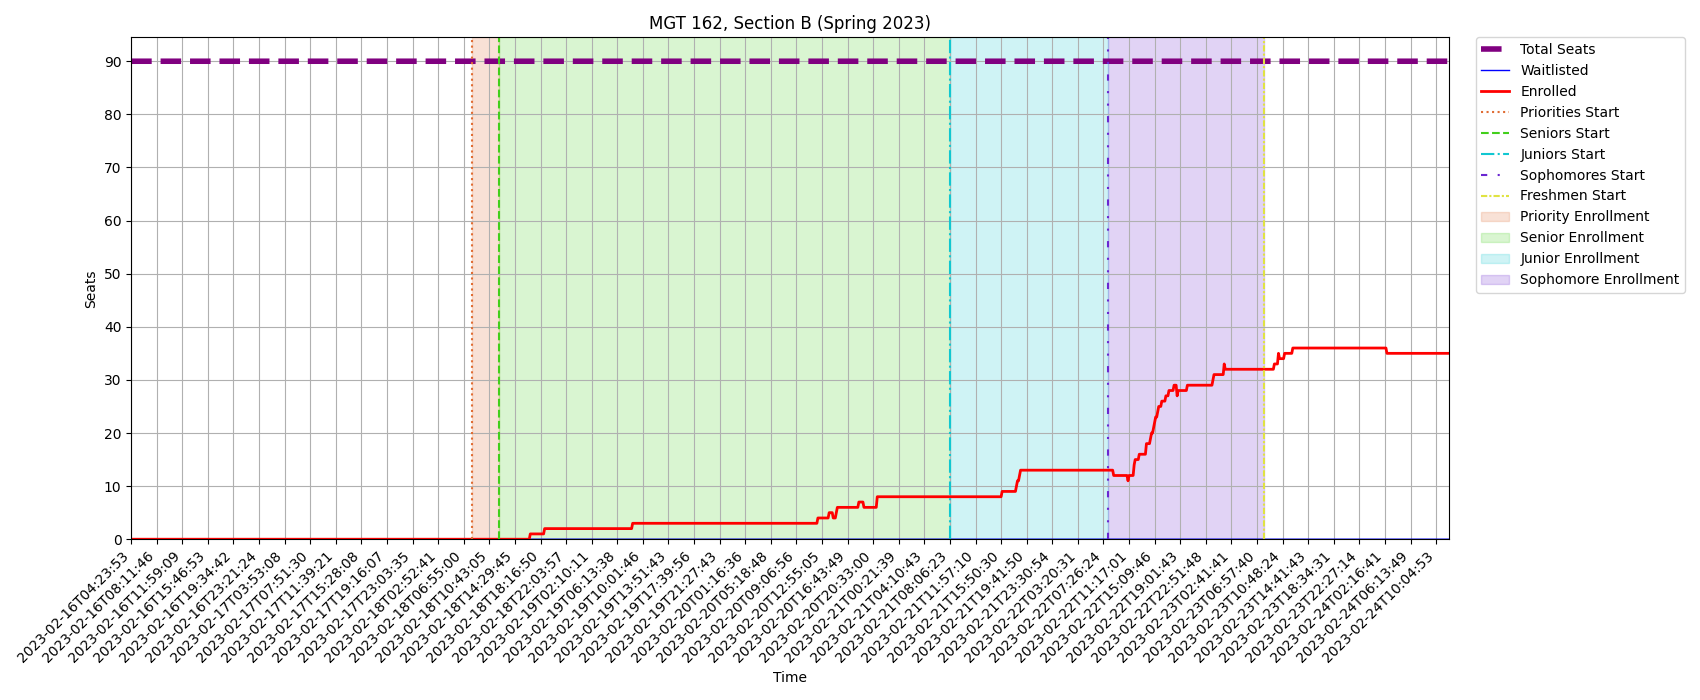 MGT 162, Section B (Spring 2023)
Total Seats
Waitlisted
Enrolled
Priorities Start
Seniors Start
Juniors Start
Sophomores Start
Freshmen Start
Priority Enrollment
Senior Enrollment
Junior Enrollment
Sophomore Enrollment
Seats
90
80
70
60
50
40
30
20
10
0
2023-02-16T04:23:53
2023-02-16T08:11:46
2023-02-16T11:59:09
2023-02-16T15:46:53
2023-02-16T19:34:42
2023-02-16T23:21:24
2023-02-17T03:53:08
2023-02-17T07:51:30
2023-02-17T11:39:21
2023-02-17T15:28:08
2023-02-17T19:16:07
2023-02-17T23:03:35
2023-02-18T02:52:41
2023-02-18T06:55:00
2023-02-18T10:43:05
2023-02-18T14:29:45
2023-02-18T18:16:50
2023-02-18T22:03:57
2023-02-19T02:10:11
2023-02-19T06:13:38
2023-02-19T10:01:46
2023-02-19T13:51:43
2023-02-19T17:39:56
2023-02-19T21:27:43
2023-02-20T01:16:36
2023-02-20T05:18:48
2023-02-20T09:06:56
2023-02-20T12:55:05
2023-02-20T16:43:49
2023-02-20T20:33:00
2023-02-21T00:21:39
2023-02-21T04:10:43
2023-02-21T08:06:23
2023-02-21T11:57:10
2023-02-21T15:50:30
2023-02-21T19:41:50
2023-02-21T23:30:54
2023-02-22T03:20:31
2023-02-22T07:26:24
2023-02-22T11:17:01
2023-02-22T15:09:46
2023-02-22T19:01:43
2023-02-22T22:51:48
2023-02-23T02:41:41
2023-02-23T06:57:40
2023-02-23T10:48:24
2023-02-23T14:41:43
2023-02-23T18:34:31
2023-02-23T22:27:14
2023-02-24T02:16:41
2023-02-24T06:13:49
2023-02-24T10:04:53
Time